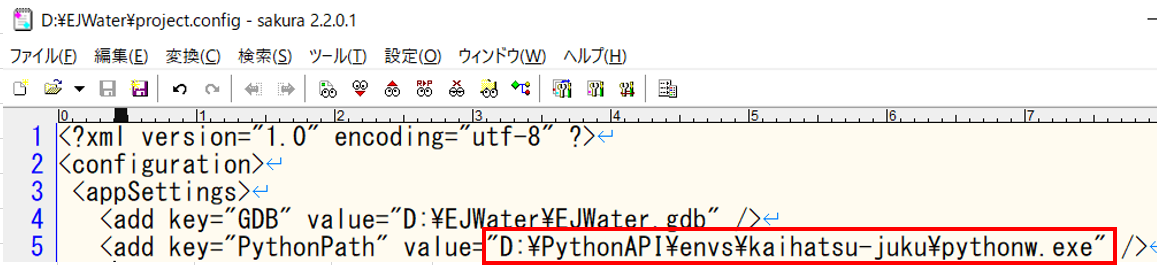 D:¥EJWater¥project.config - sakura 2.2.0.1
ファイル(F) 編集(E) 変換(C) 検索(S) ツール(T) 設定(O) ウィンドウ(W) ヘルプ(H)
0 1 2 3 4 5 6 7
1 <?xml version="1.0" encoding="utf-8" ?>↵
2 <configuration>↵
3 <appSettings>↵
4 <add key="GDB" value="D:¥EJWater¥EJWater.gdb" />↵
5 <add key="PythonPath" value="D:¥PythonAPI¥envs¥kaihatsu-juku¥pythonw.exe" />↵